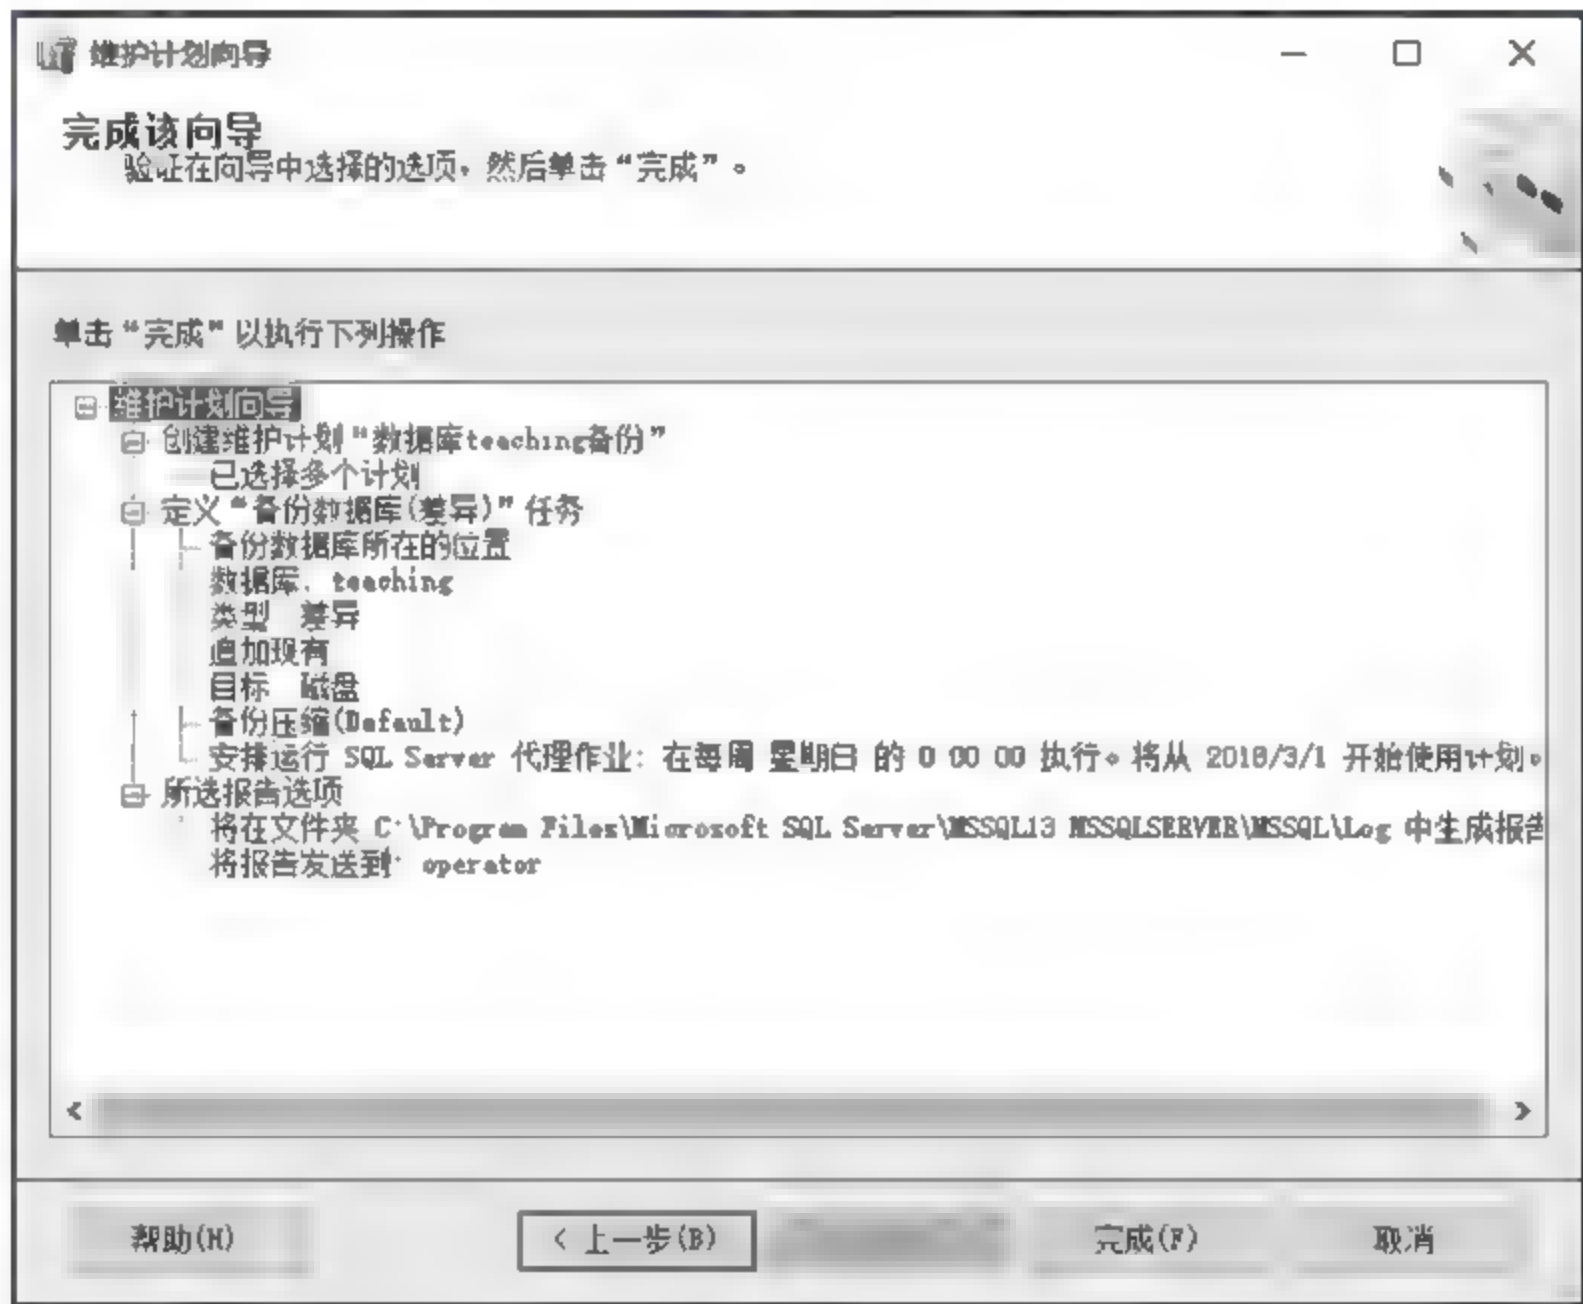 维护计划向导
完成该向导
验证在向导中选择的选项，然后单击“完成”。
单击“完成”以执行下列操作
维护计划向导
创建维护计划“数据库teaching备份”
已选择多个计划
定义“备份数据库(差异)”任务
备份数据库所在的位置
数据库: teaching
类型 差异
追加现有
目标 磁盘
备份压缩(Default)
安排运行 SQL Server 代理作业: 在每周 星期日 的 0 00 00 执行。将从 2018/3/1 开始使用计划。
所选报告选项
将在文件夹 C:\Program Files\Microsoft SQL Server\MSSQL13 MSSQLSERVER\MSSQL\Log 中生成报告
将报告发送到: operator
帮助(H)
< 上一步(B)
完成(F)
取消